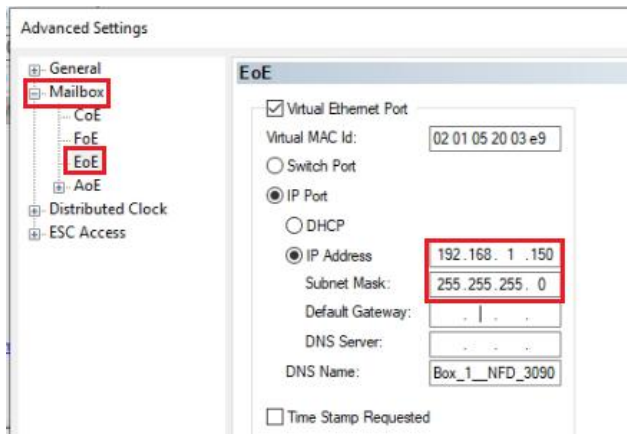 Advanced Settings
General
Mailbox
CoE
FoE
EoE
AoE
Distributed Clock
ESC Access
EoE
Virtual Ethernet Port
Virtual MAC Id: 02 01 05 20 03 e9
Switch Port
IP Port
DHCP
IP Address 192.168. 1 .150
Subnet Mask: 255.255.255. 0
Default Gateway: . . .
DNS Server: . . .
DNS Name: Box_1__NFD_3090
Time Stamp Requested